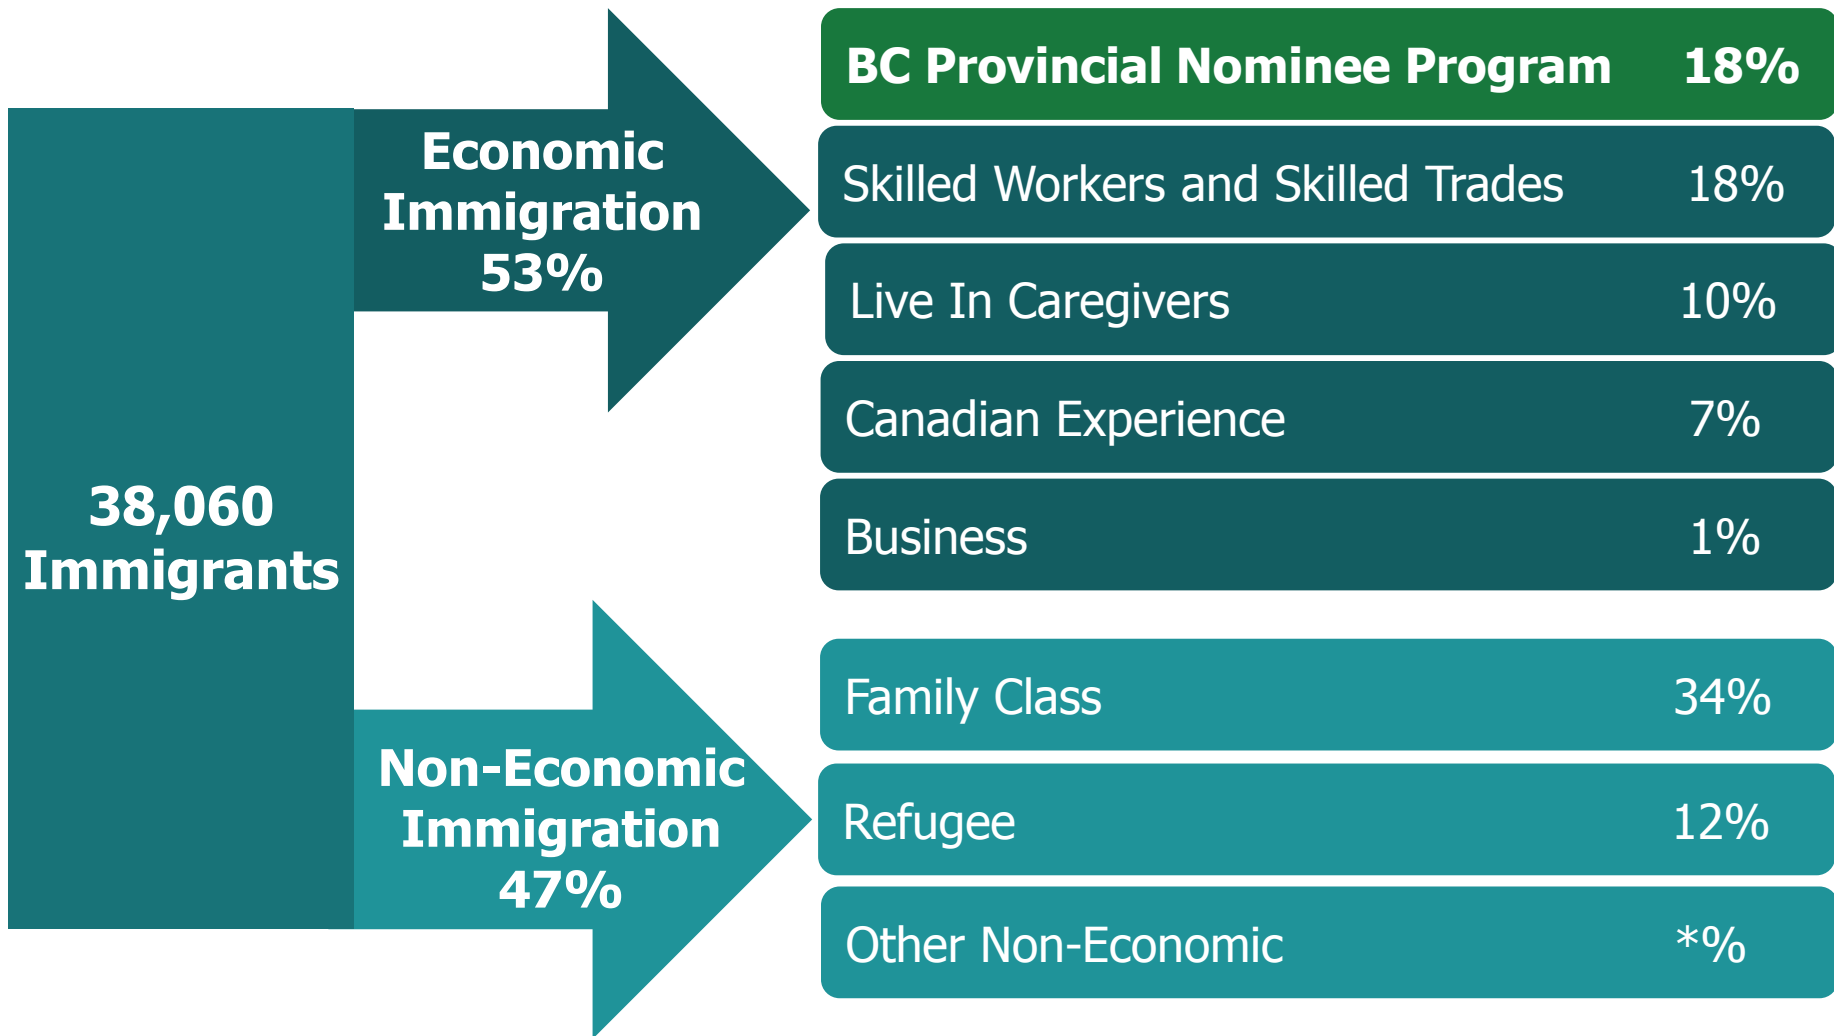 38,060
Immigrants
Economic
Immigration
53%
BC Provincial Nominee Program 18%
Skilled Workers and Skilled Trades 18%
Live In Caregivers 10%
Canadian Experience 7%
Business 1%
Non-Economic
Immigration
47%
Family Class 34%
Refugee 12%
Other Non-Economic *%